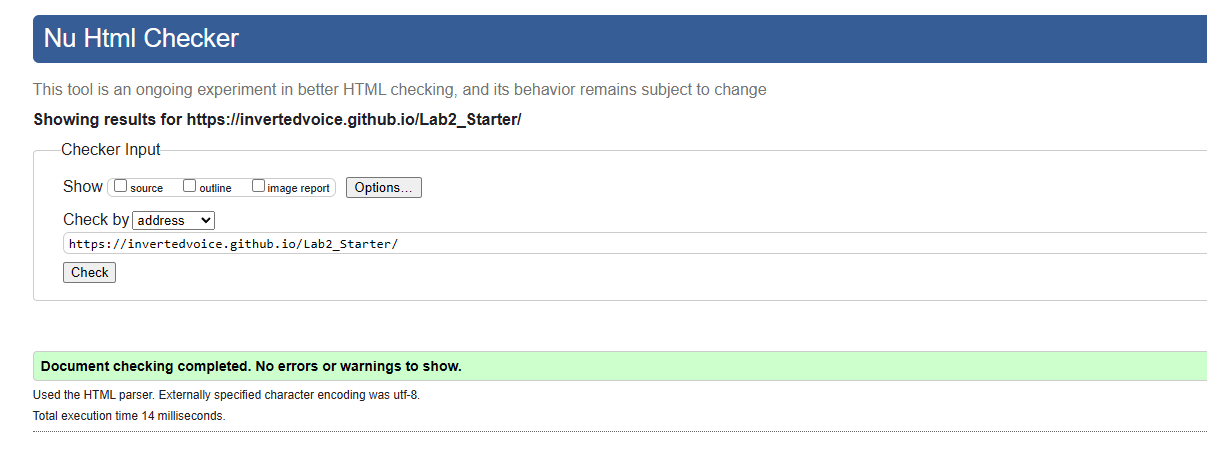 Nu Html Checker
This tool is an ongoing experiment in better HTML checking, and its behavior remains subject to change
Showing results for https://invertedvoice.github.io/Lab2_Starter/
Checker Input
Show source outline image report Options...
Check by address
https://invertedvoice.github.io/Lab2_Starter/
Check
Document checking completed. No errors or warnings to show.
Used the HTML parser. Externally specified character encoding was utf-8.
Total execution time 14 milliseconds.